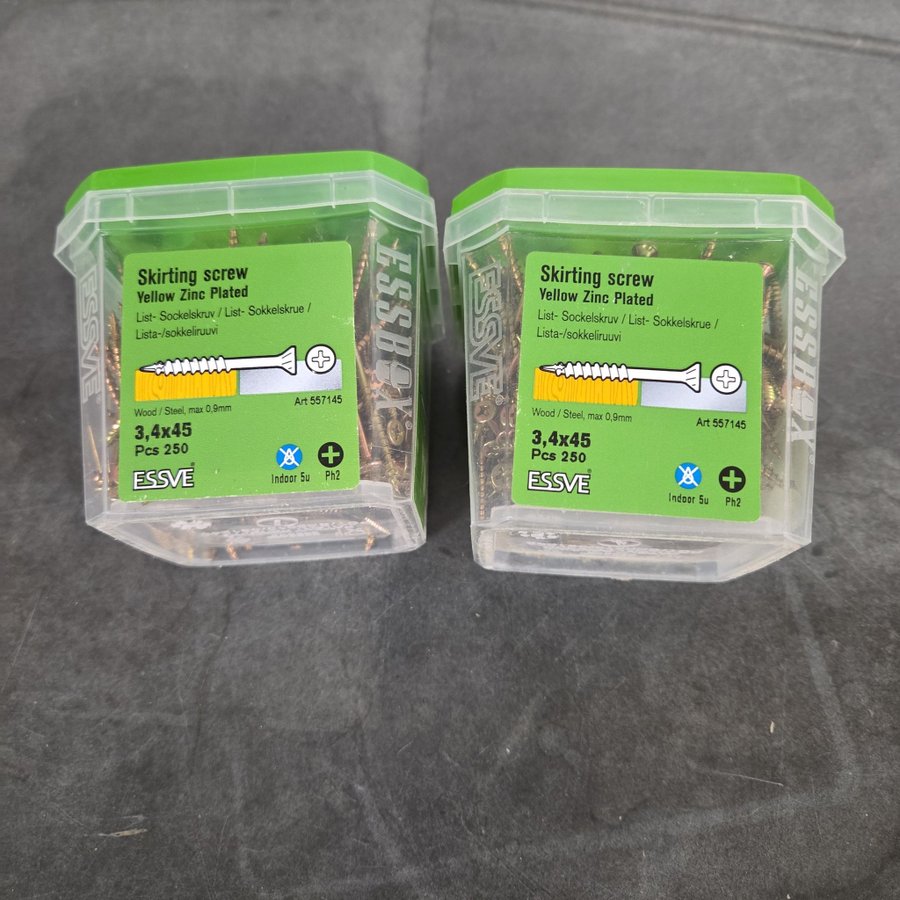 Skirting screw
Yellow Zinc Plated
List- Sockelskruv / List- Sokkelskrue /
Lista-/sokkeliruuvi
Wood / Steel, max 0,9mm
Art 557145
3,4x45
Pcs 250
ESSVE®
Indoor 5u
Ph2
ESSVE
ESSBOX
Skirting screw
Yellow Zinc Plated
List- Sockelskruv / List- Sokkelskrue /
Lista-/sokkeliruuvi
Wood / Steel, max 0,9mm
Art 557145
3,4x45
Pcs 250
ESSVE®
Indoor 5u
Ph2
ESSVE
ESSBOX